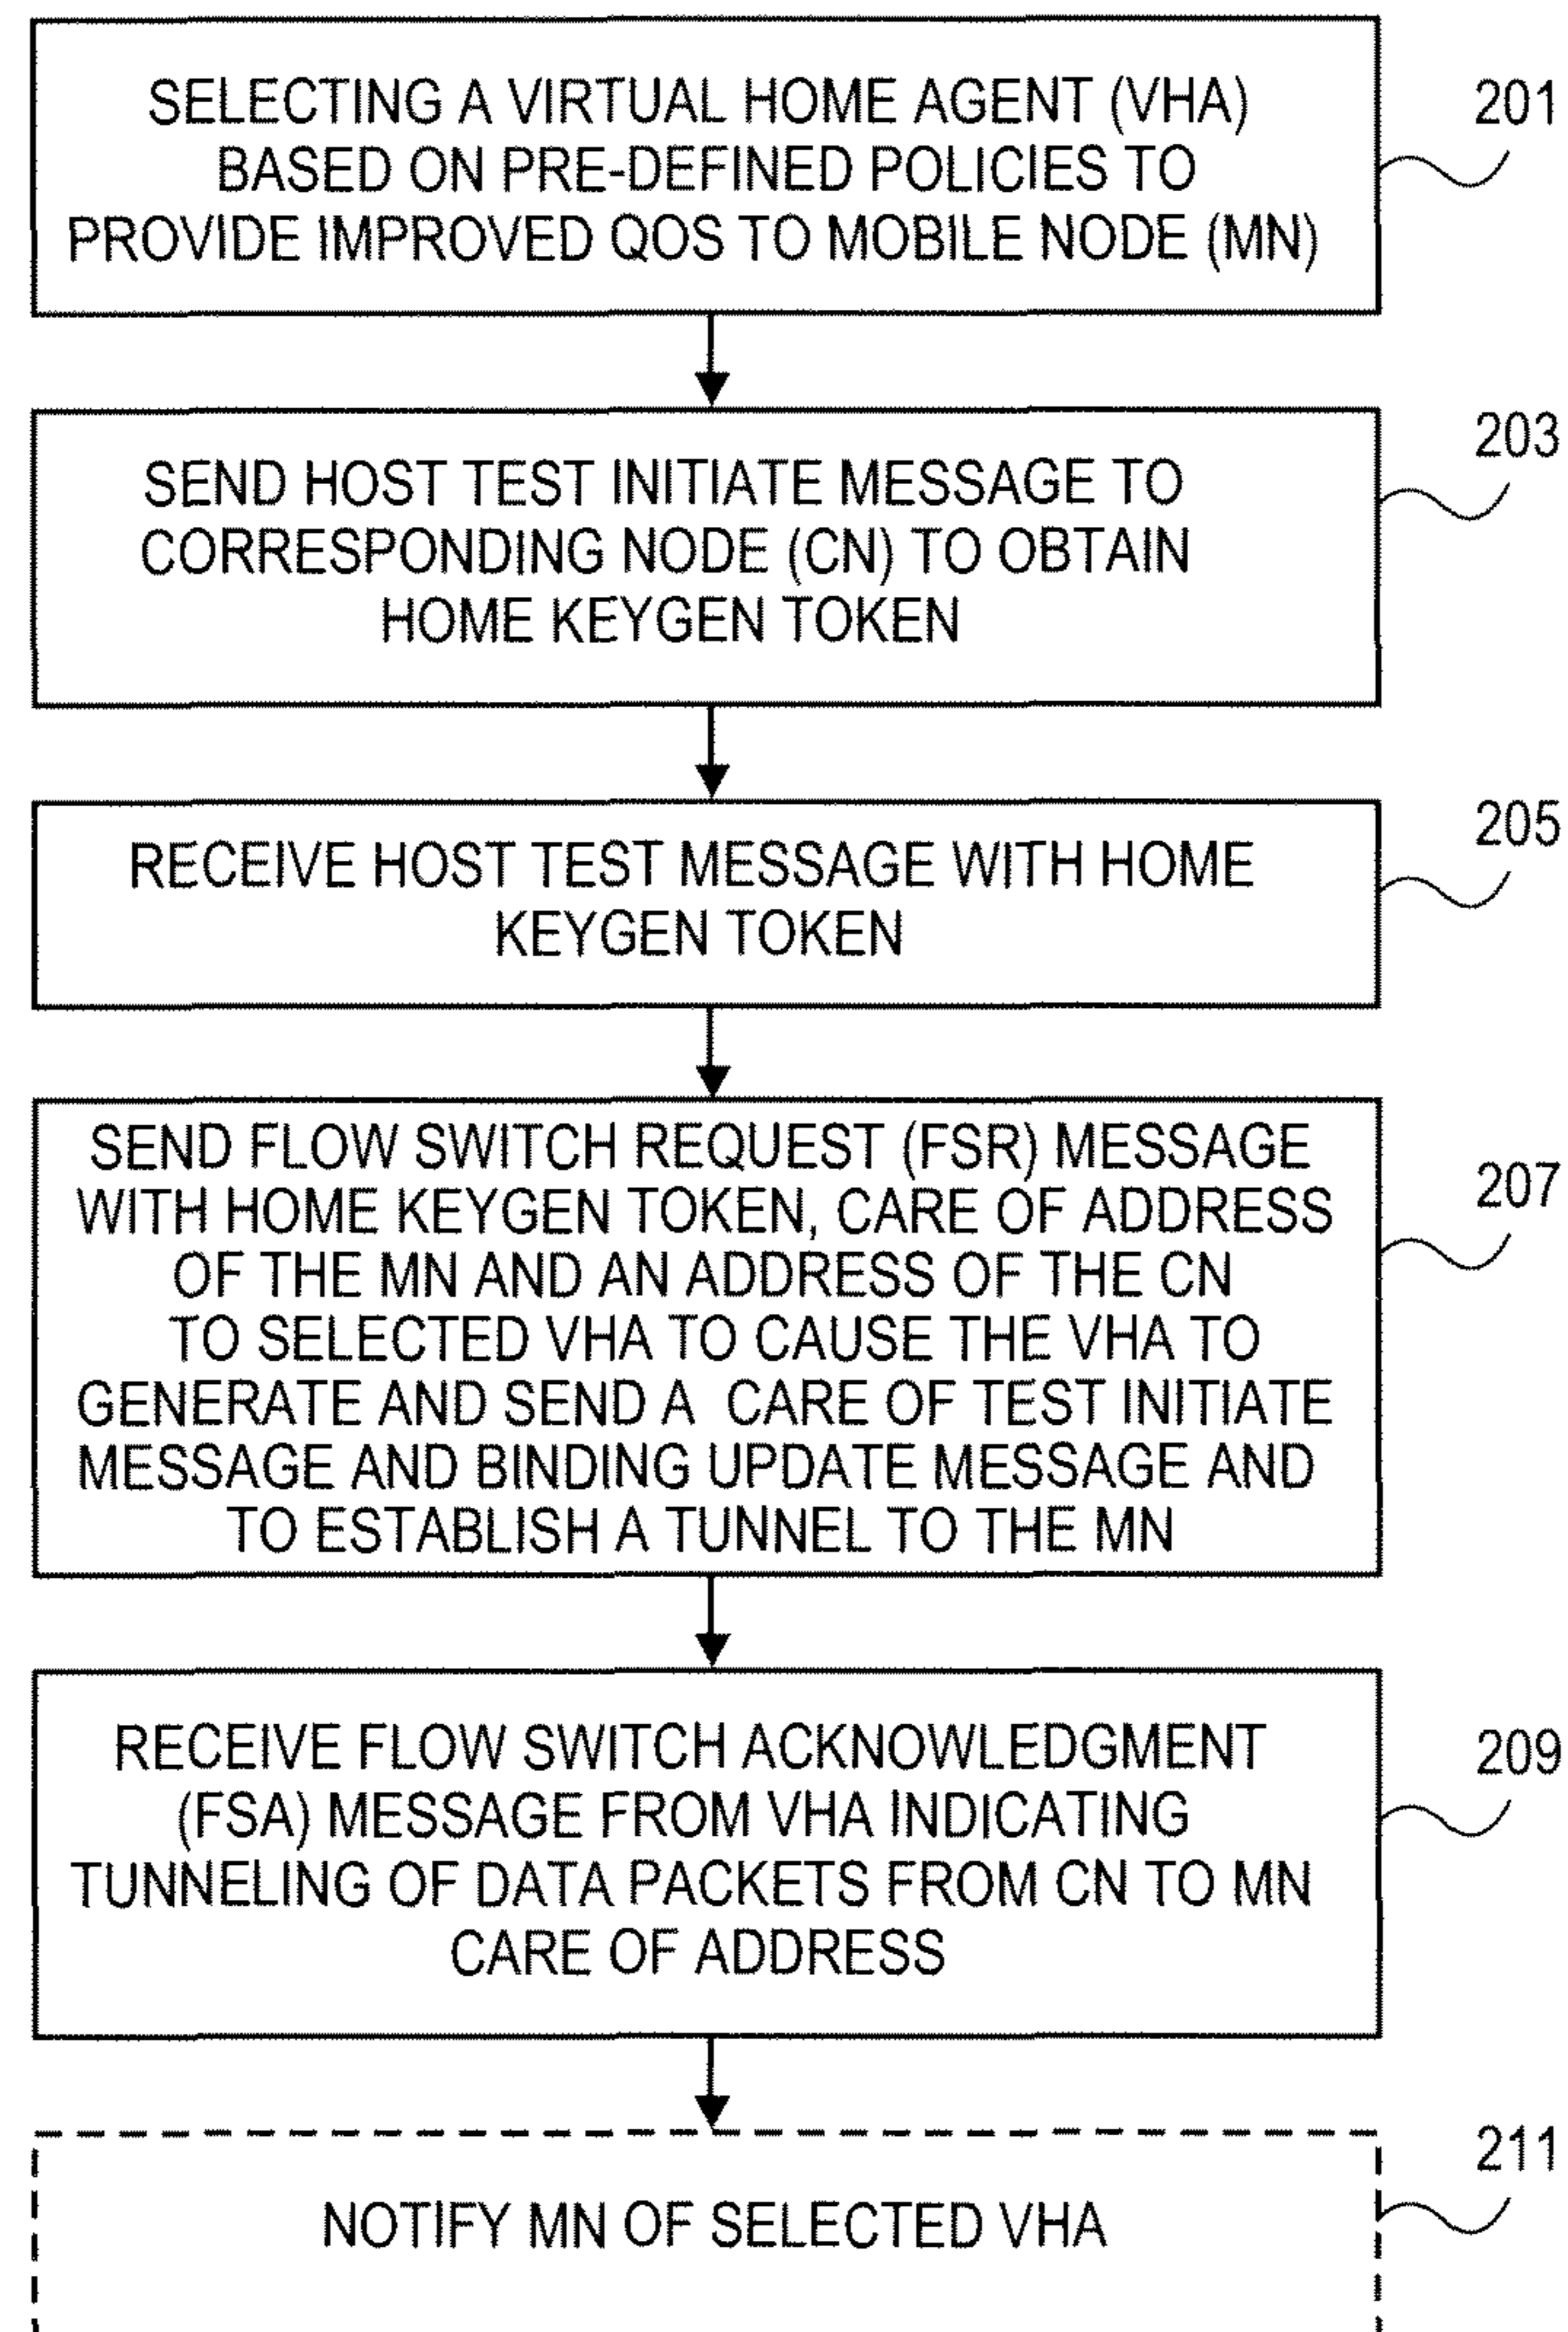 SELECTING A VIRTUAL HOME AGENT (VHA)
BASED ON PRE-DEFINED POLICIES TO
PROVIDE IMPROVED QOS TO MOBILE NODE (MN)
201
SEND HOST TEST INITIATE MESSAGE TO
CORRESPONDING NODE (CN) TO OBTAIN
HOME KEYGEN TOKEN
203
RECEIVE HOST TEST MESSAGE WITH HOME
KEYGEN TOKEN
205
SEND FLOW SWITCH REQUEST (FSR) MESSAGE
WITH HOME KEYGEN TOKEN, CARE OF ADDRESS
OF THE MN AND AN ADDRESS OF THE CN
TO SELECTED VHA TO CAUSE THE VHA TO
GENERATE AND SEND A CARE OF TEST INITIATE
MESSAGE AND BINDING UPDATE MESSAGE AND
TO ESTABLISH A TUNNEL TO THE MN
207
RECEIVE FLOW SWITCH ACKNOWLEDGMENT
(FSA) MESSAGE FROM VHA INDICATING
TUNNELING OF DATA PACKETS FROM CN TO MN
CARE OF ADDRESS
209
NOTIFY MN OF SELECTED VHA
211